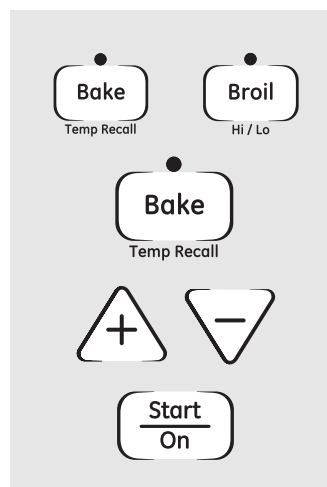 Bake
Temp Recall
Broil
Hi / Lo
Bake
Temp Recall
+
−
Start
On